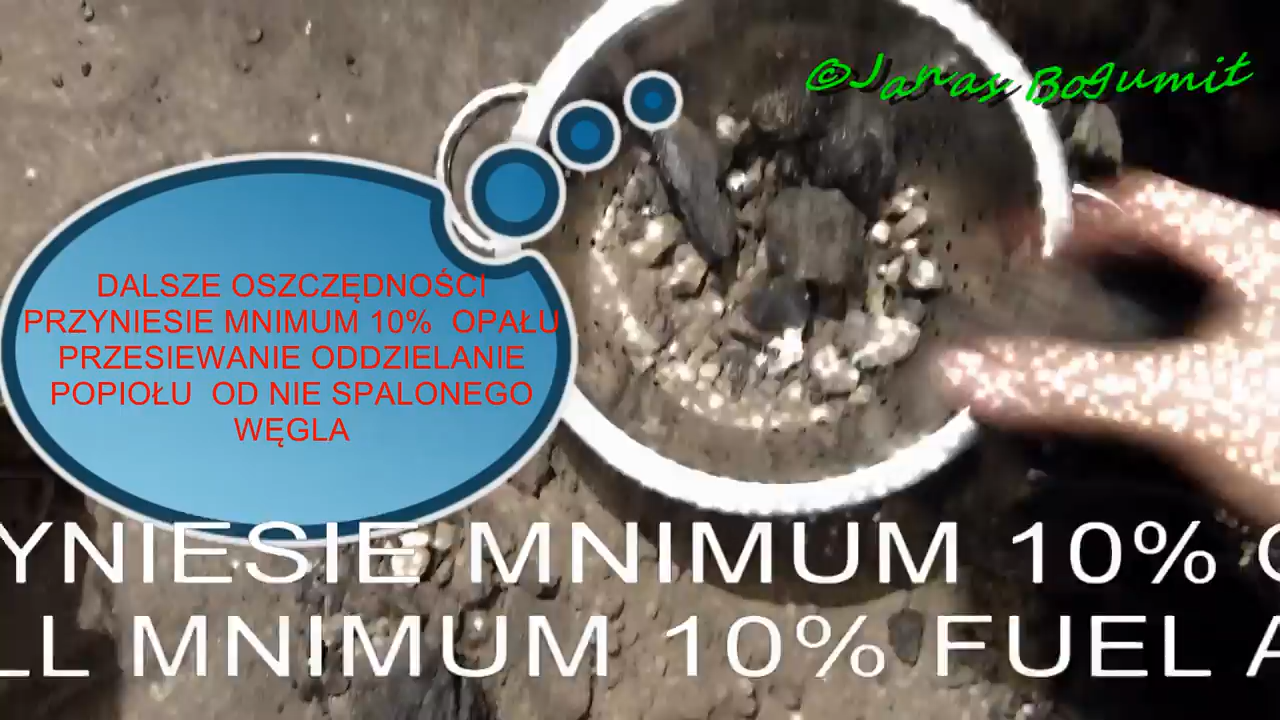 ©Janas Bogumit
DALSZE OSZCZĘDNOŚCI
PRZYNIESIE MNIMUM 10% OPAŁU
PRZESIEWANIE ODDZIELANIE
POPIOŁU OD NIE SPALONEGO
WĘGLA
YNIESIE MNIMUM 10%
LL MNIMUM 10% FUEL A